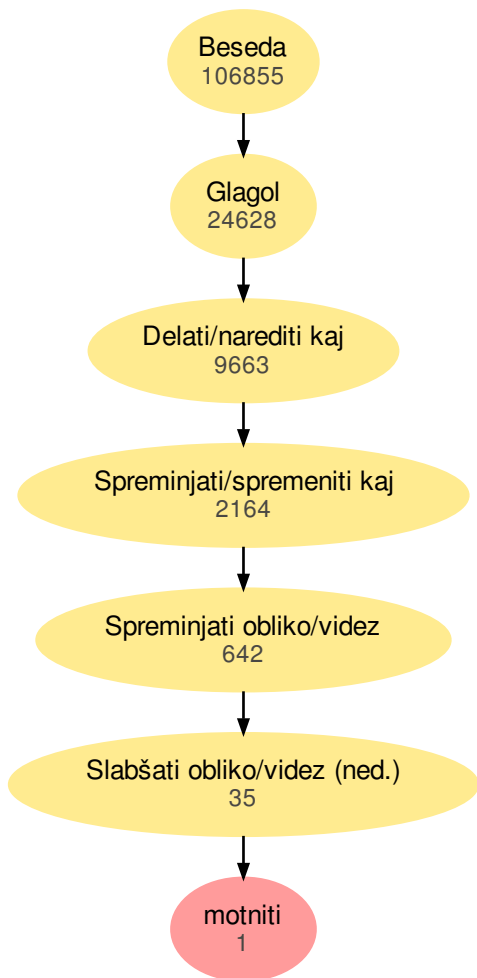 Beseda
106855
Glagol
24628
Delati/narediti kaj
9663
Spreminjati/spremeniti kaj
2164
Spreminjati obliko/videz
642
Slabšati obliko/videz (ned.)
35
motniti
1